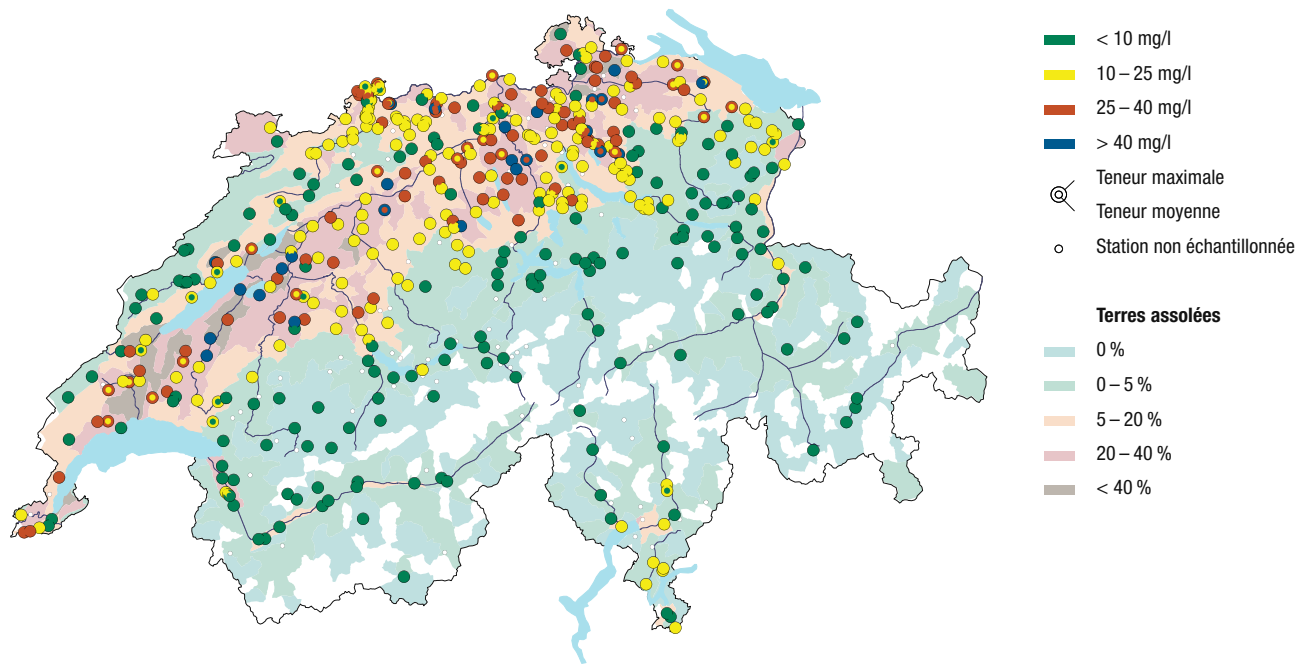 < 10 mg/l
10 – 25 mg/l
25 – 40 mg/l
> 40 mg/l
Teneur maximale
Teneur moyenne
Station non échantillonnée
Terres assolées
0 %
0 – 5 %
5 – 20 %
20 – 40 %
< 40 %